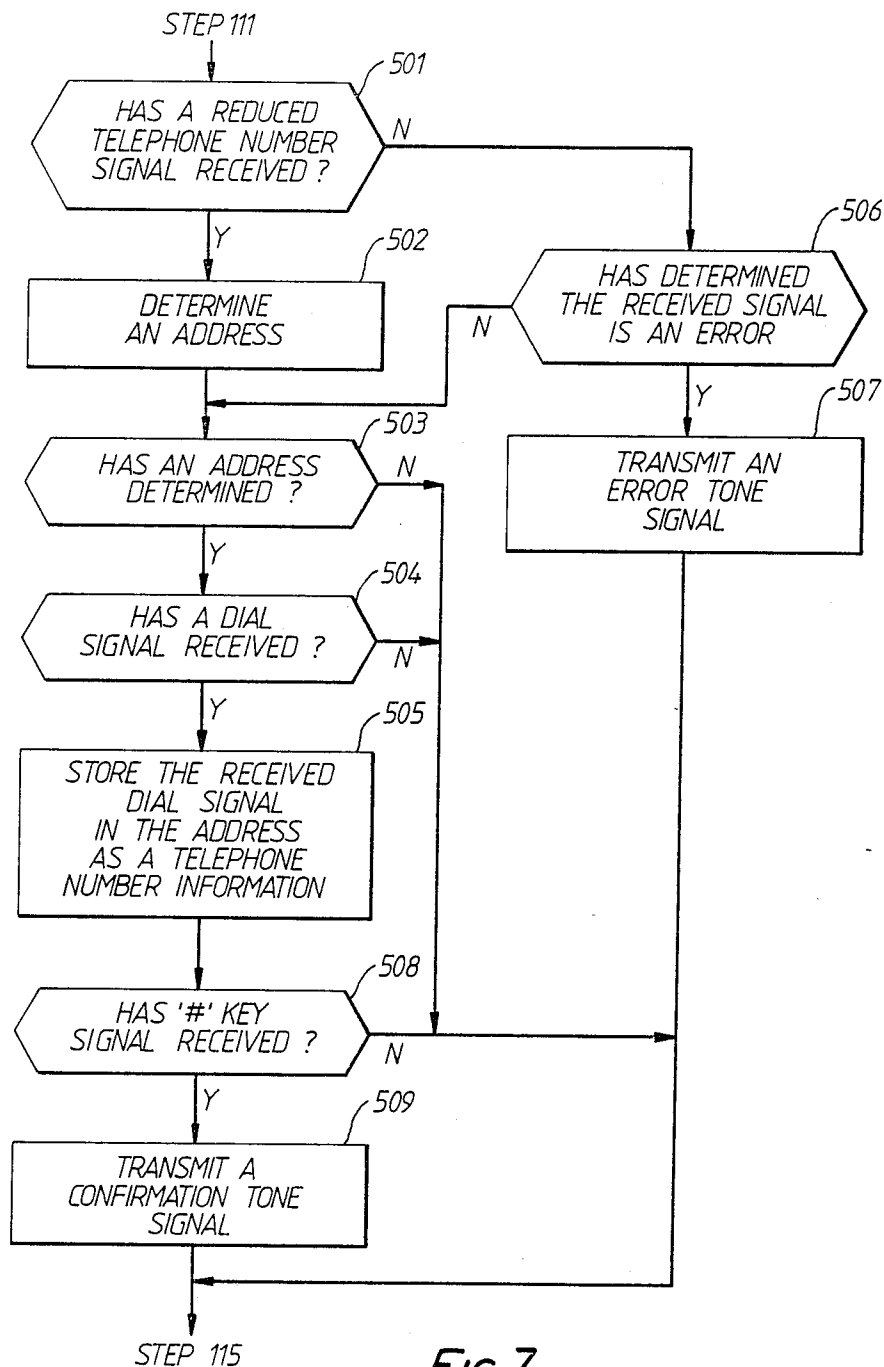 STEP 111
501
HAS A REDUCED
TELEPHONE NUMBER
SIGNAL RECEIVED ?
N
Y
502
DETERMINE
AN ADDRESS
506
HAS DETERMINED
THE RECEIVED SIGNAL
IS AN ERROR
N
Y
503
HAS AN ADDRESS
DETERMINED ?
N
Y
507
TRANSMIT AN
ERROR TONE
SIGNAL
504
HAS A DIAL
SIGNAL RECEIVED ?
N
Y
505
STORE THE RECEIVED
DIAL SIGNAL
IN THE ADDRESS
AS A TELEPHONE
NUMBER INFORMATION
508
HAS '#' KEY
SIGNAL RECEIVED ?
N
Y
509
TRANSMIT A
CONFIRMATION TONE
SIGNAL
STEP 115
FIG.7